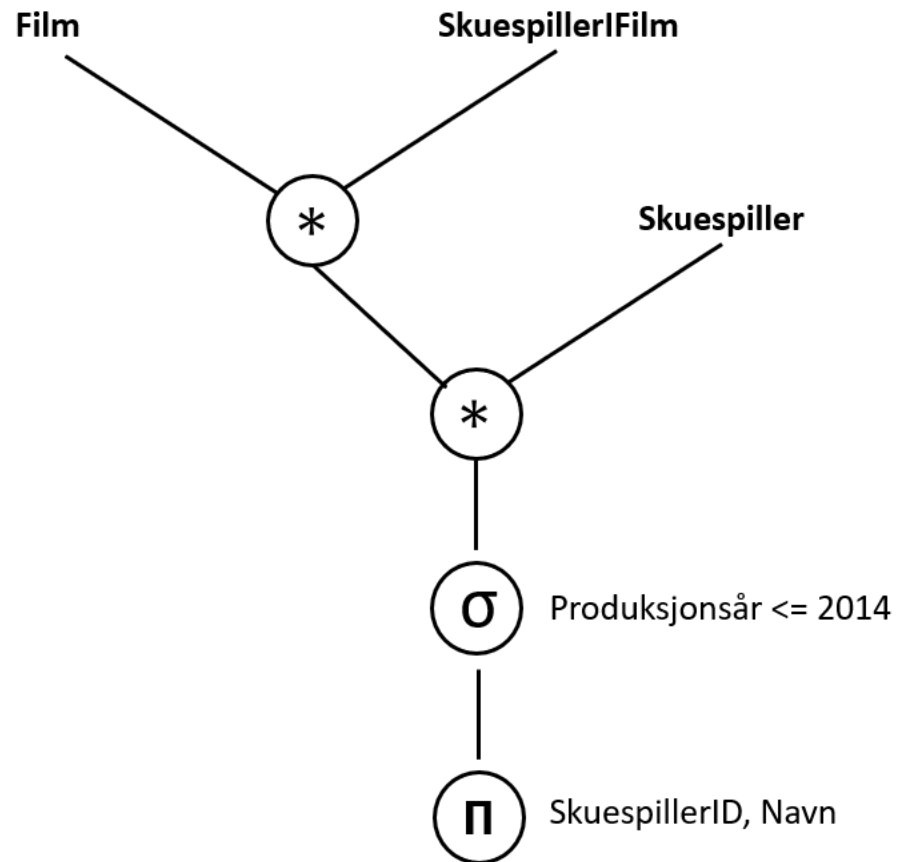 Film
SkuespillerIFilm
*
Skuespiller
*
σ
Produksjonsår <= 2014
π
SkuespillerID, Navn